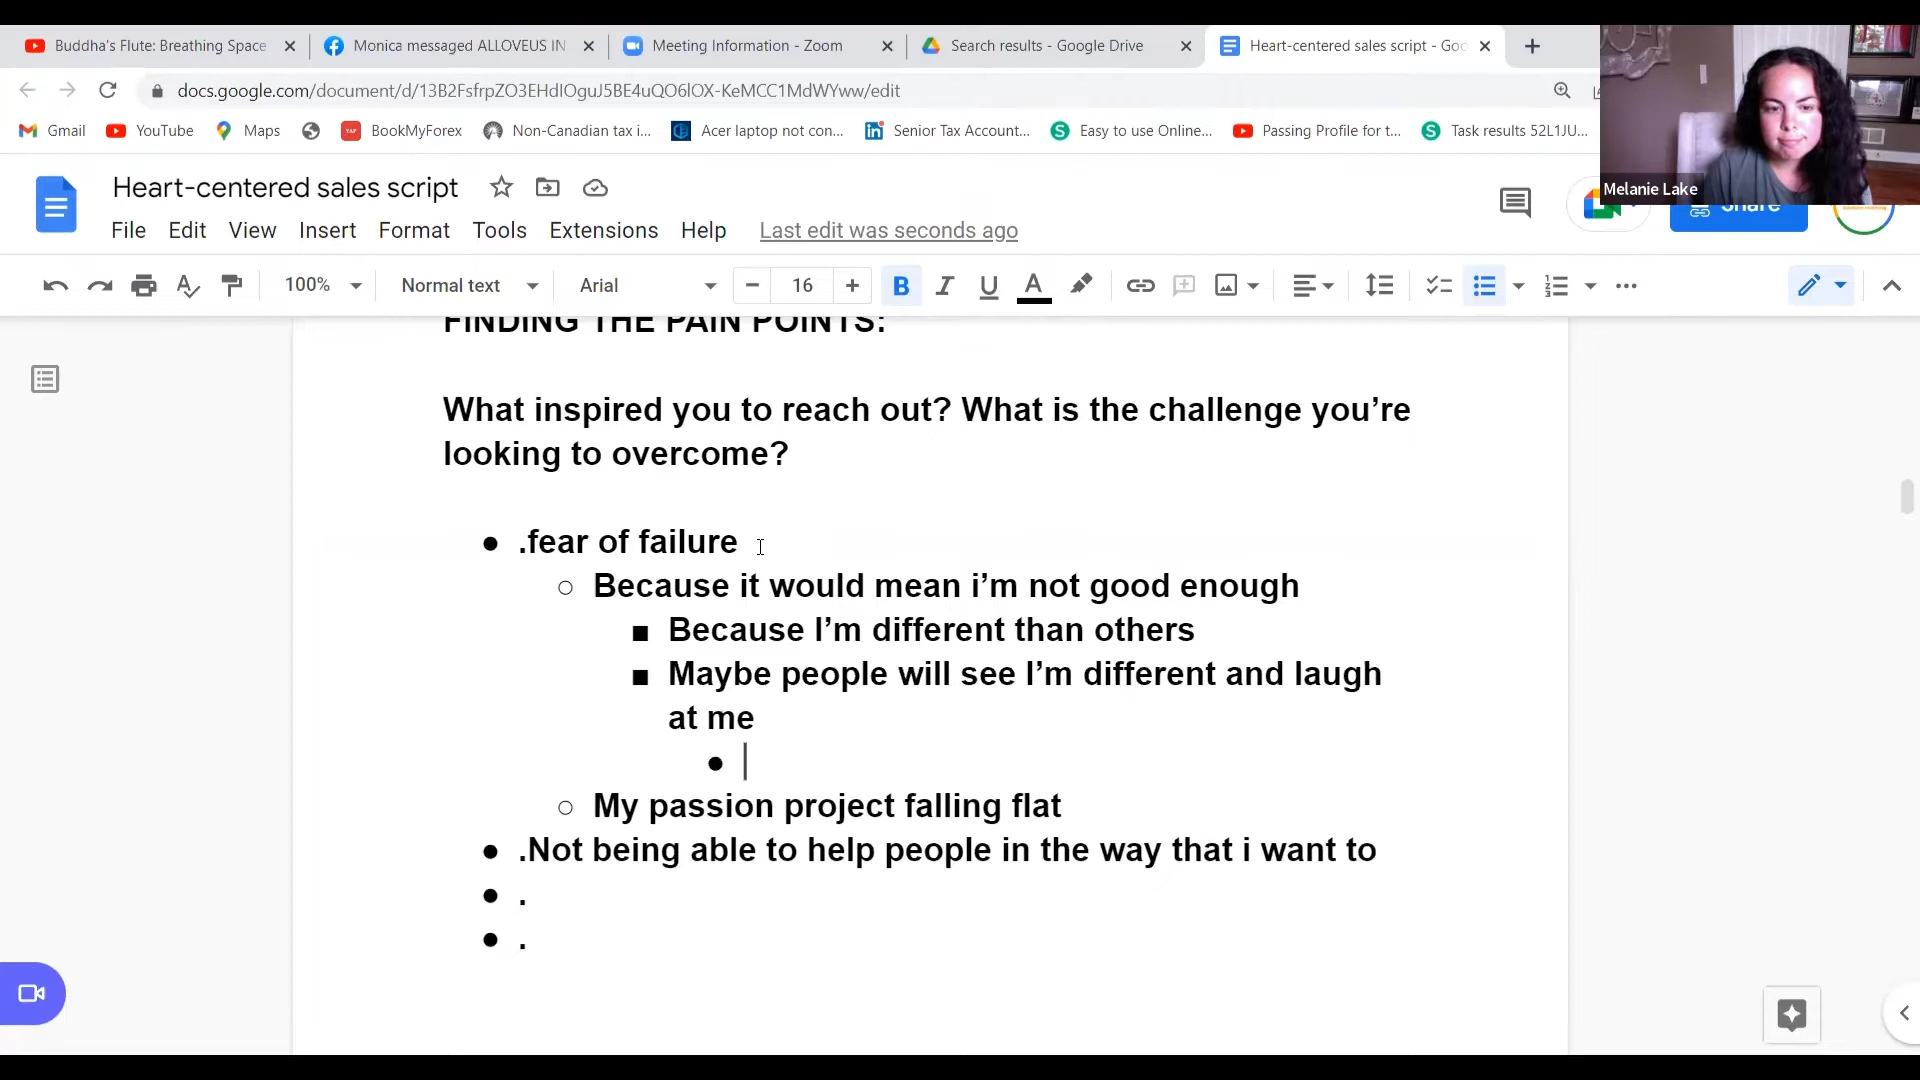 Buddha's Flute: Breathing Space
Monica messaged ALLOVEUS IN
Meeting Information - Zoom
Search results - Google Drive
Heart-centered sales script - Goo
docs.google.com/document/d/13B2FsfrpZO3EHdIOguJ5BE4uQO6lOX-KeMCC1MdWYww/edit
Gmail
YouTube
Maps
BookMyForex
Non-Canadian tax i...
Acer laptop not con...
Senior Tax Account...
Easy to use Online...
Passing Profile for t...
Task results 52L1JU...
Melanie Lake
Heart-centered sales script
File Edit View Insert Format Tools Extensions Help Last edit was seconds ago
Share
100% Normal text Arial 16
FINDING THE PAIN POINTS:
What inspired you to reach out? What is the challenge you’re
looking to overcome?
.fear of failure
Because it would mean i’m not good enough
Because I’m different than others
Maybe people will see I’m different and laugh
at me
My passion project falling flat
.Not being able to help people in the way that i want to
.
.